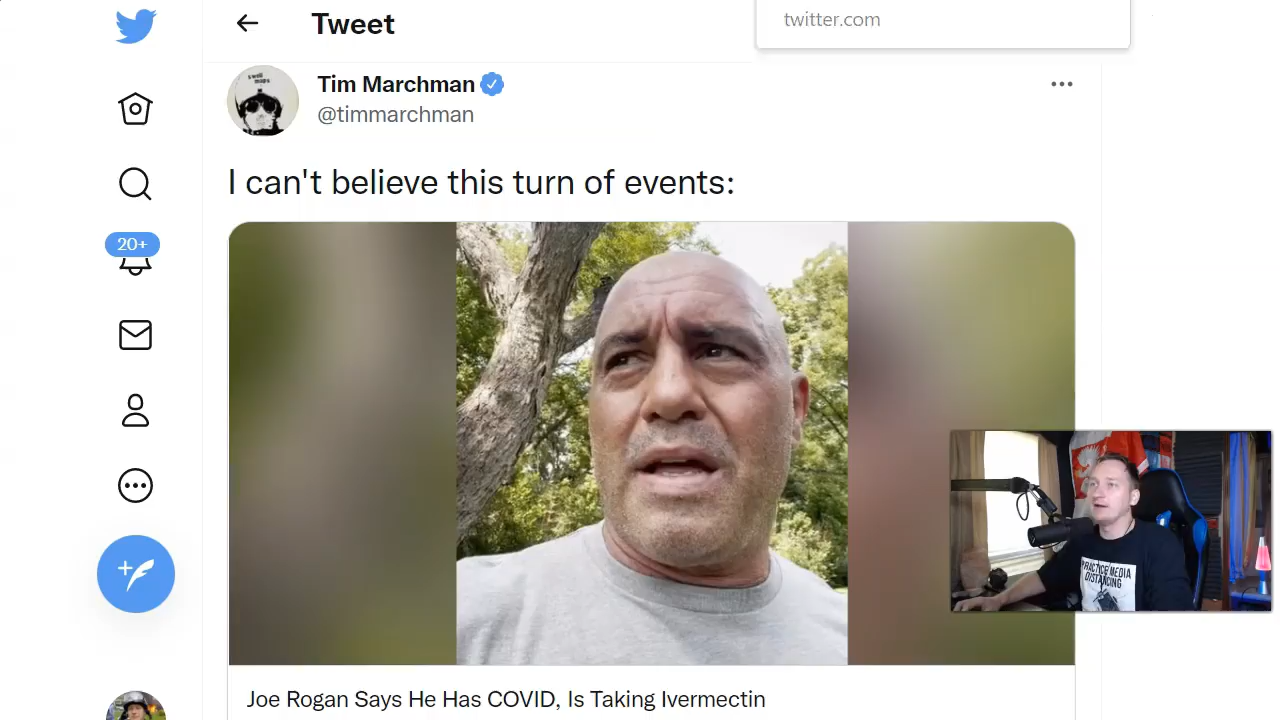 twitter.com
Tweet
Tim Marchman
@timmarchman
I can't believe this turn of events:
20+
PRACTICE MEDIA
DISTANCING
Joe Rogan Says He Has COVID, Is Taking Ivermectin